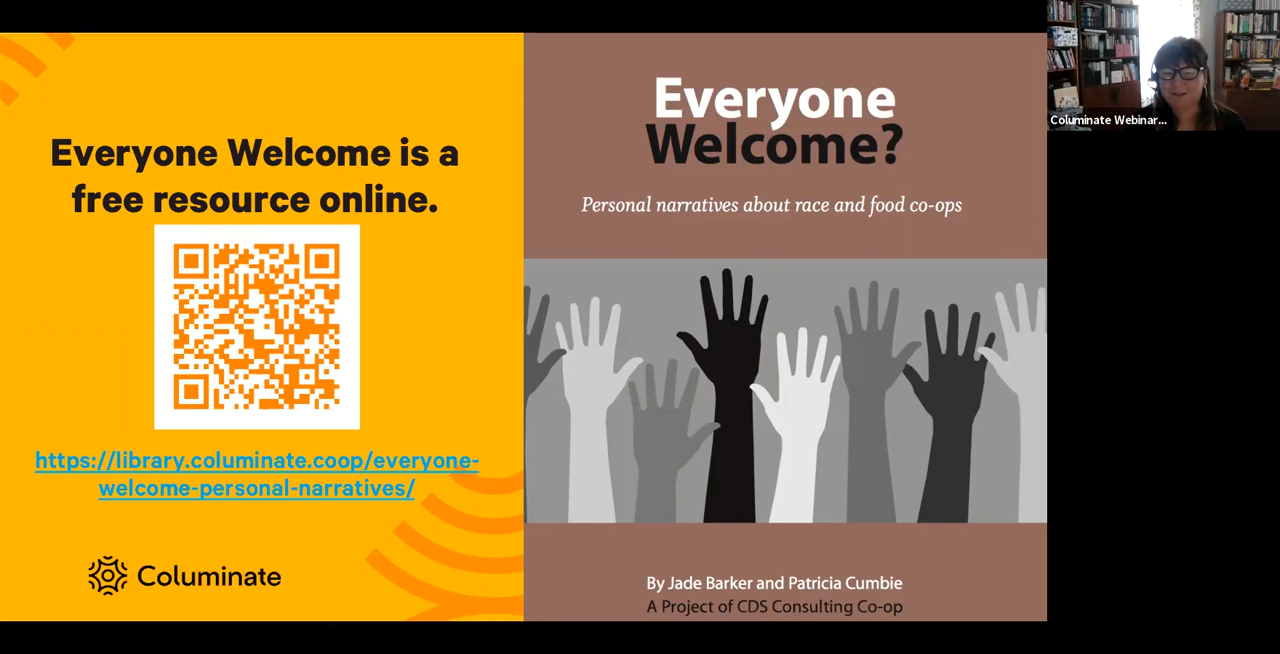 Everyone Welcome is a
free resource online.
https://library.columinate.coop/everyone-
welcome-personal-narratives/
Columinate
Everyone
Welcome?
Personal narratives about race and food co-ops
By Jade Barker and Patricia Cumbie
A Project of CDS Consulting Co-op
Columinate Webinar...